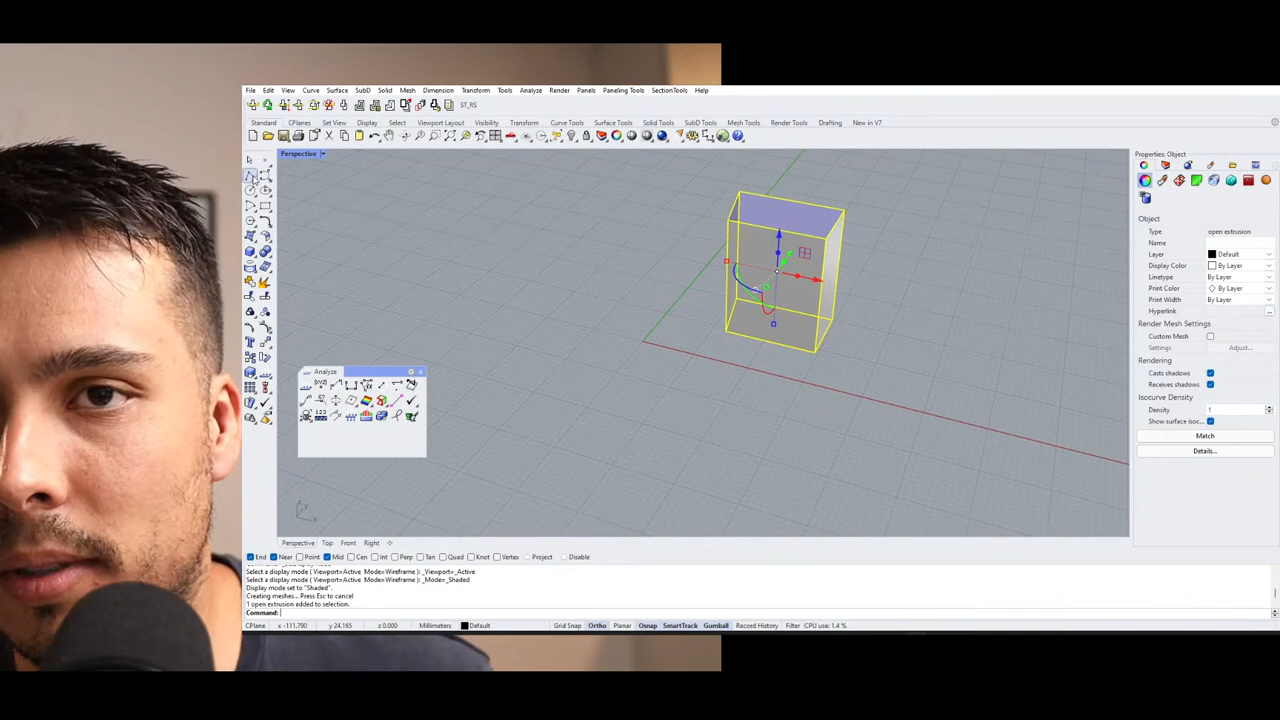 File Edit View Curve Surface SubD Solid Mesh Dimension Transform Tools Analyze Render Panels Paneling Tools SectionTools Help
ST_RS
Standard CPlanes Set View Display Select Viewport Layout Visibility Transform Curve Tools Surface Tools Solid Tools SubD Tools Mesh Tools Render Tools Drafting New in V7
Perspective
Properties: Object
Object
Type open extrusion
Name
Layer Default
Display Color By Layer
Linetype By Layer
Print Color By Layer
Print Width By Layer
Hyperlink ...
Render Mesh Settings
Custom Mesh
Settings Adjust...
Rendering
Casts shadows
Receives shadows
Isocurve Density
Density 1
Show surface isoc...
Match
Details...
Analyze
Perspective Top Front Right
End Near Point Mid Cen Int Perp Tan Quad Knot Vertex Project Disable
Select a display mode ( Viewport=Active Mode=Wireframe ): _Viewport=_Active
Select a display mode ( Viewport=Active Mode=Wireframe ): _Mode=_Shaded
Display mode set to "Shaded".
Creating meshes... Press Esc to cancel
1 open extrusion added to selection.
Command:
CPlane x -111.790 y 24.165 z 0.000 Millimeters Default Grid Snap Ortho Planar Osnap SmartTrack Gumball Record History Filter CPU use: 1.4 %